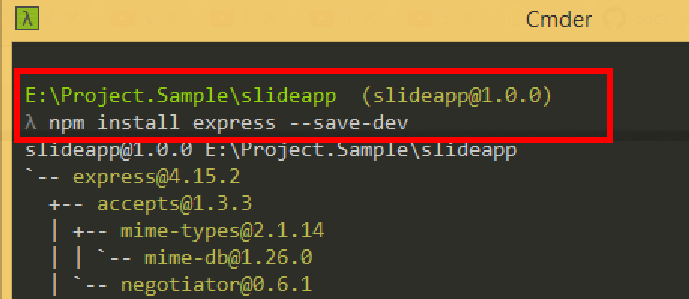 λ Cmder
E:\Project.Sample\slideapp (slideapp@1.0.0)
λ npm install express --save-dev
slideapp@1.0.0 E:\Project.Sample\slideapp
`-- express@4.15.2
  +-- accepts@1.3.3
  | +-- mime-types@2.1.14
  | | `-- mime-db@1.26.0
  | `-- negotiator@0.6.1